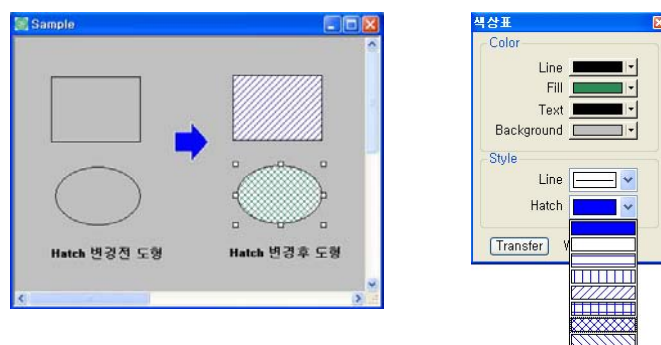 Sample
Hatch 변경전 도형
Hatch 변경후 도형
색상표
Color
Line
Fill
Text
Background
Style
Line
Hatch
Transfer